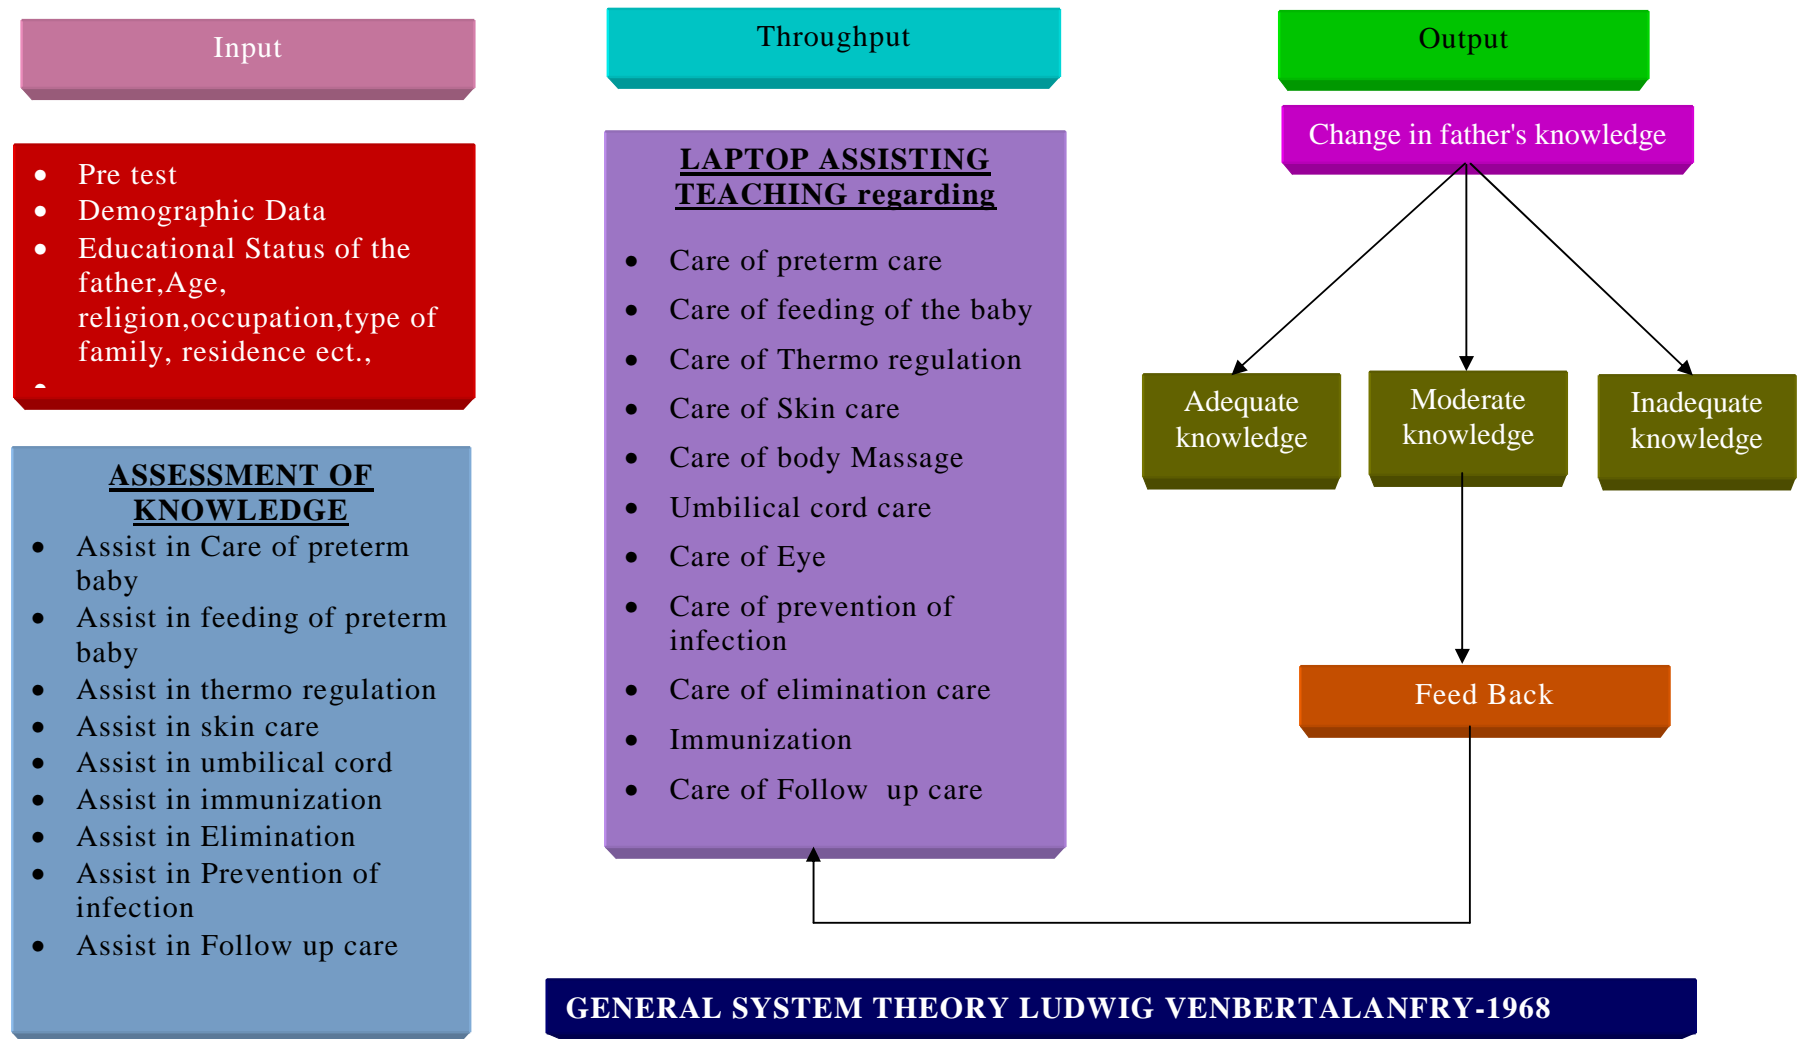 Input
Pre test
Demographic Data
Educational Status of the
father,Age,
religion,occupation,type of
family, residence ect.,
ASSESSMENT OF
KNOWLEDGE
Assist in Care of preterm
baby
Assist in feeding of preterm
baby
Assist in thermo regulation
Assist in skin care
Assist in umbilical cord
Assist in immunization
Assist in Elimination
Assist in Prevention of
infection
Assist in Follow up care
Throughput
LAPTOP ASSISTING
TEACHING regarding
Care of preterm care
Care of feeding of the baby
Care of Thermo regulation
Care of Skin care
Care of body Massage
Umbilical cord care
Care of Eye
Care of prevention of
infection
Care of elimination care
Immunization
Care of Follow  up care
Output
Change in father's knowledge
Adequate
knowledge
Moderate
knowledge
Inadequate
knowledge
Feed Back
GENERAL SYSTEM THEORY LUDWIG VENBERTALANFRY-1968